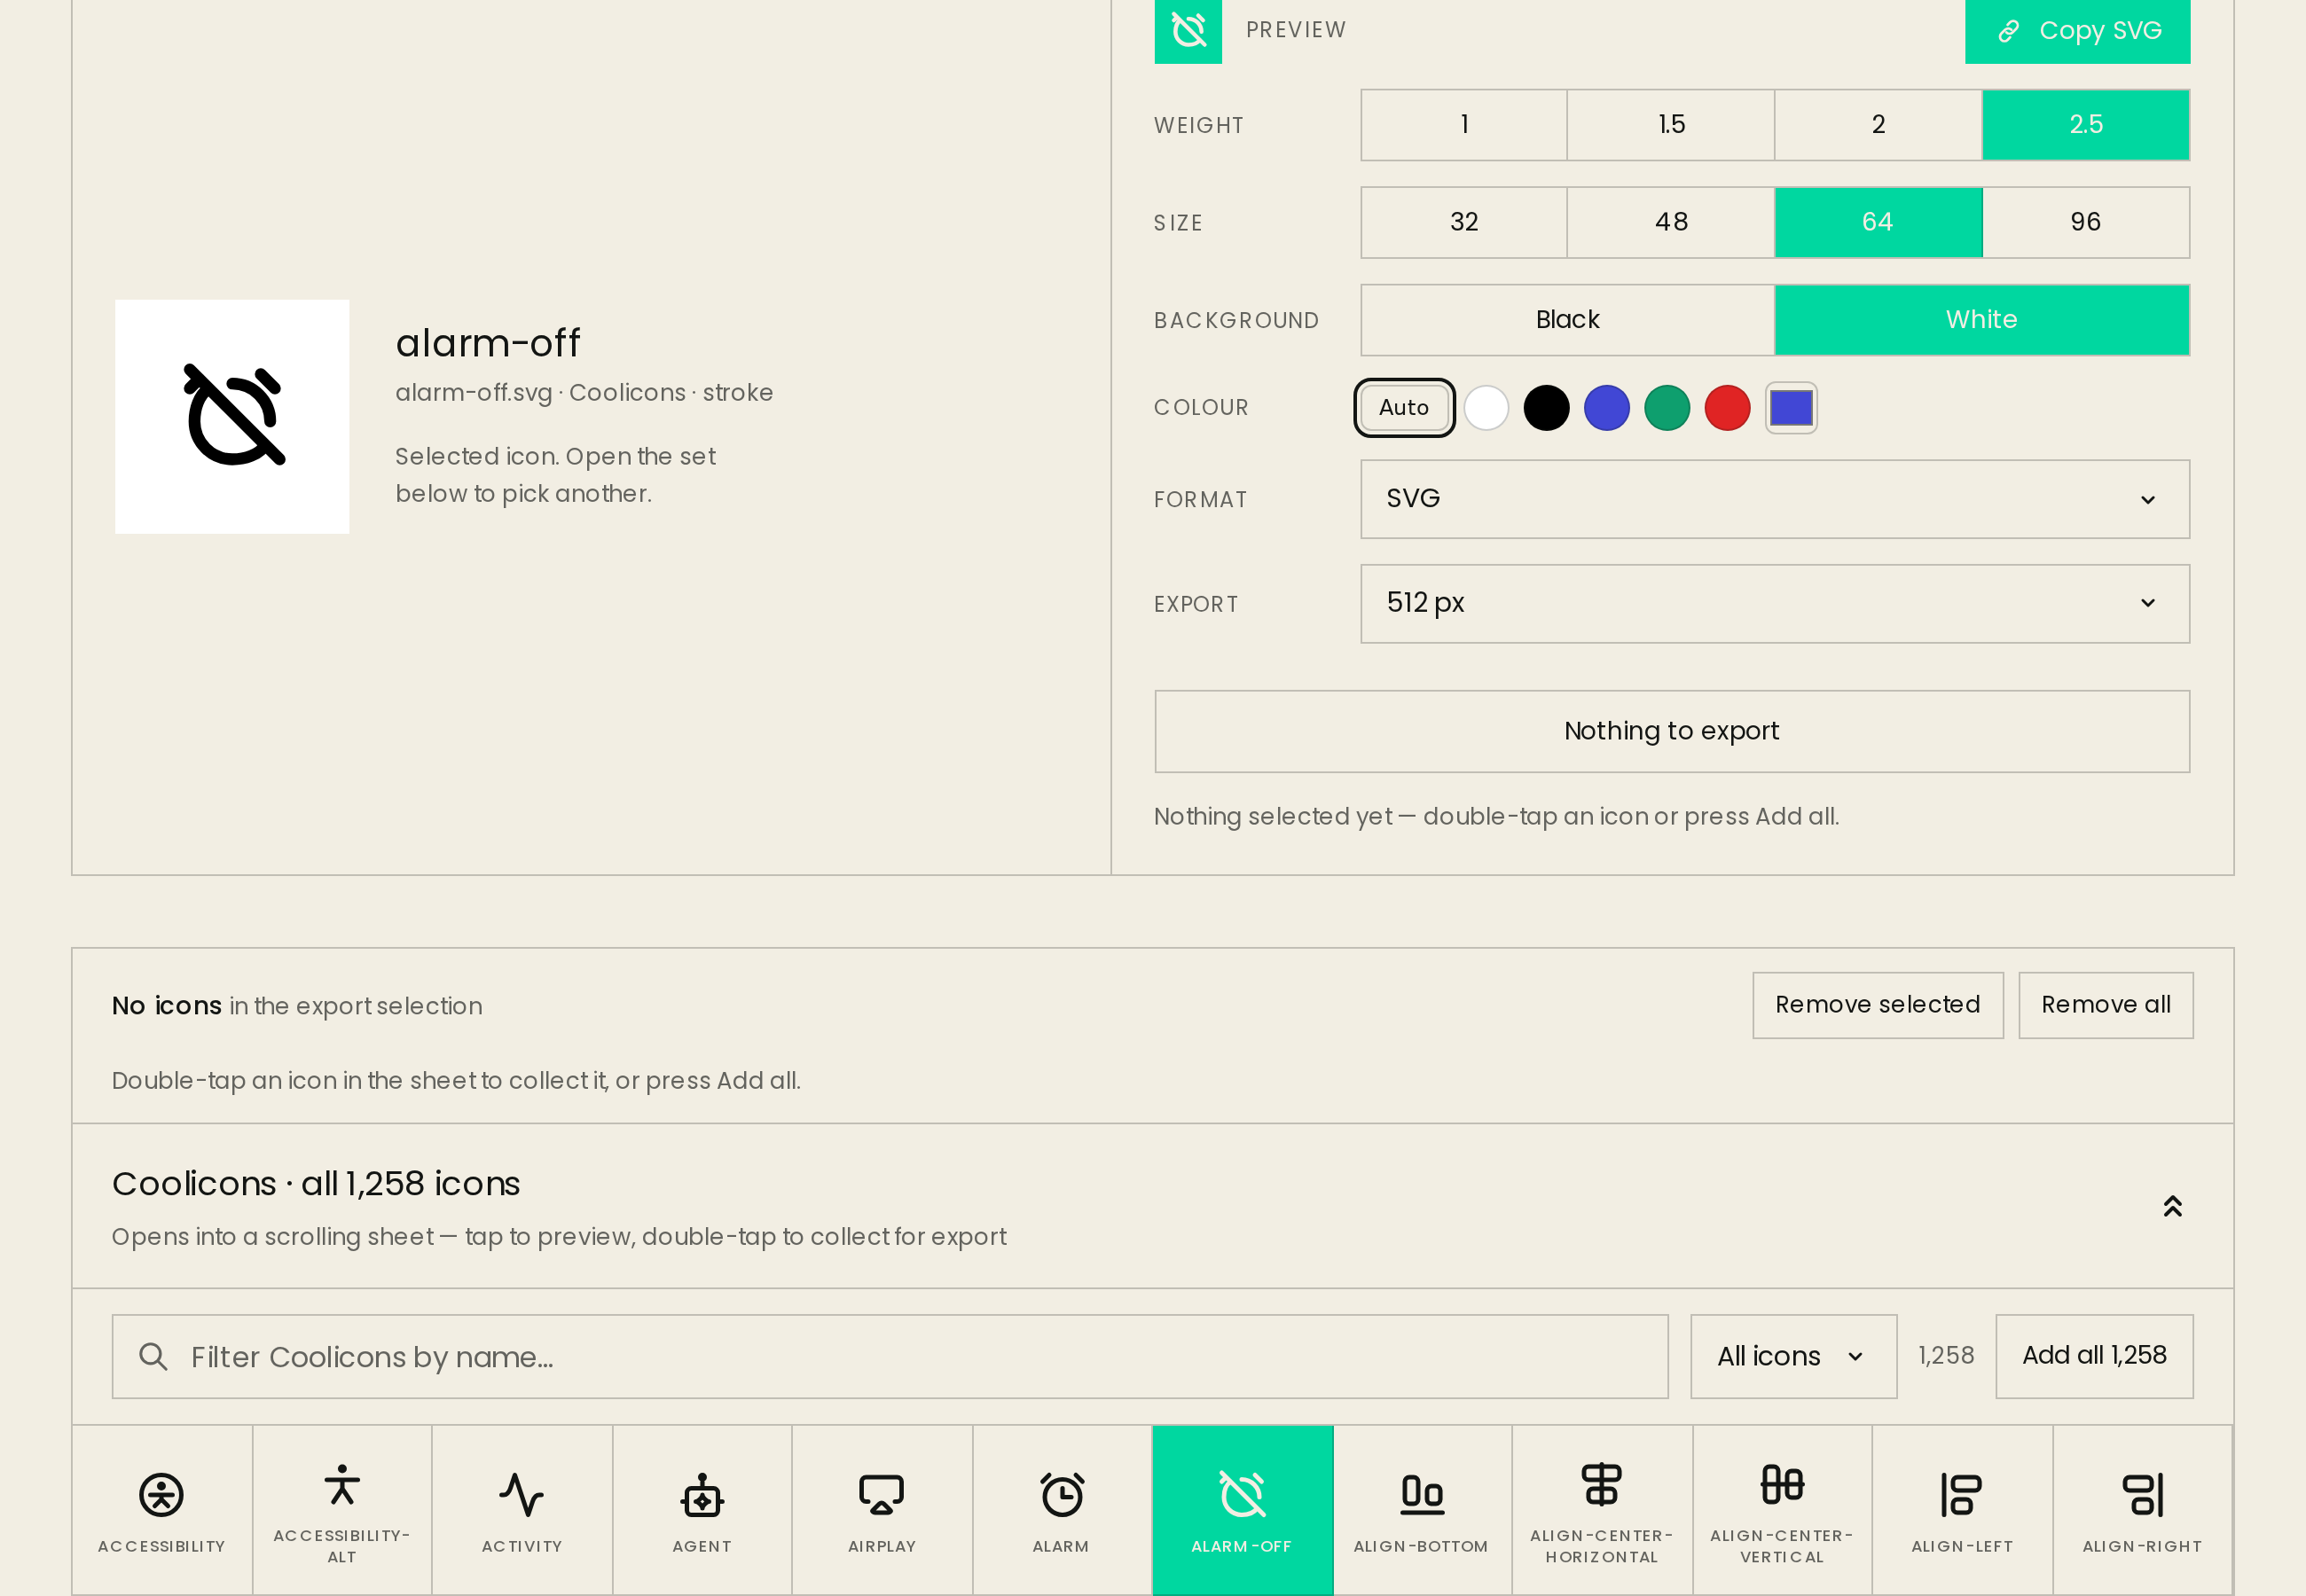 PREVIEW
Copy SVG
WEIGHT
1
1.5
2
2.5
SIZE
32
48
64
96
BACKGROUND
Black
White
COLOUR
Auto
FORMAT
SVG
EXPORT
512 px
Nothing to export
Nothing selected yet — double-tap an icon or press Add all.
alarm-off
alarm-off.svg · Coolicons · stroke
Selected icon. Open the set
below to pick another.
No icons in the export selection
Remove selected
Remove all
Double-tap an icon in the sheet to collect it, or press Add all.
Coolicons · all 1,258 icons
Opens into a scrolling sheet — tap to preview, double-tap to collect for export
Filter Coolicons by name...
All icons
1,258
Add all 1,258
ACCESSIBILITY
ACCESSIBILITY-
ALT
ACTIVITY
AGENT
AIRPLAY
ALARM
ALARM-OFF
ALIGN-BOTTOM
ALIGN-CENTER-
HORIZONTAL
ALIGN-CENTER-
VERTICAL
ALIGN-LEFT
ALIGN-RIGHT